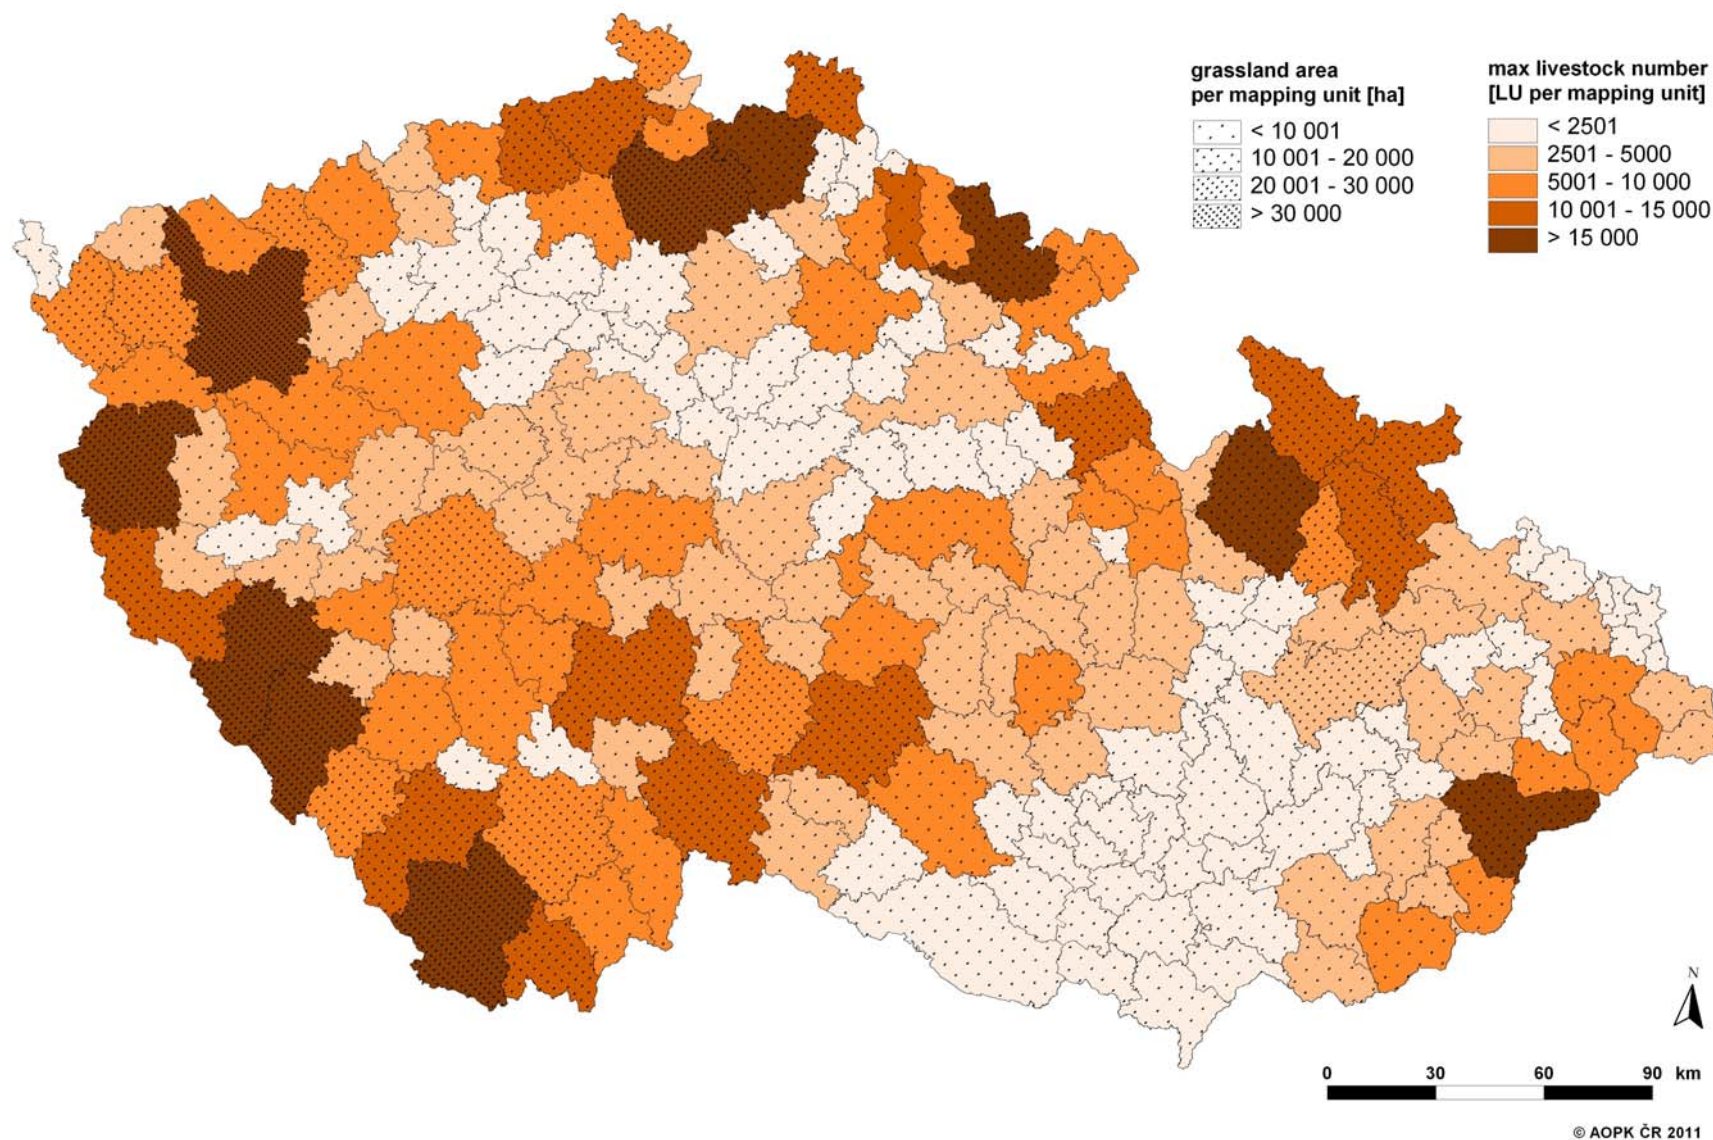 grassland area
per mapping unit [ha]
< 10 001
10 001 - 20 000
20 001 - 30 000
> 30 000
max livestock number
[LU per mapping unit]
< 2501
2501 - 5000
5001 - 10 000
10 001 - 15 000
> 15 000
N
0 30 60 90 km
© AOPK ČR 2011